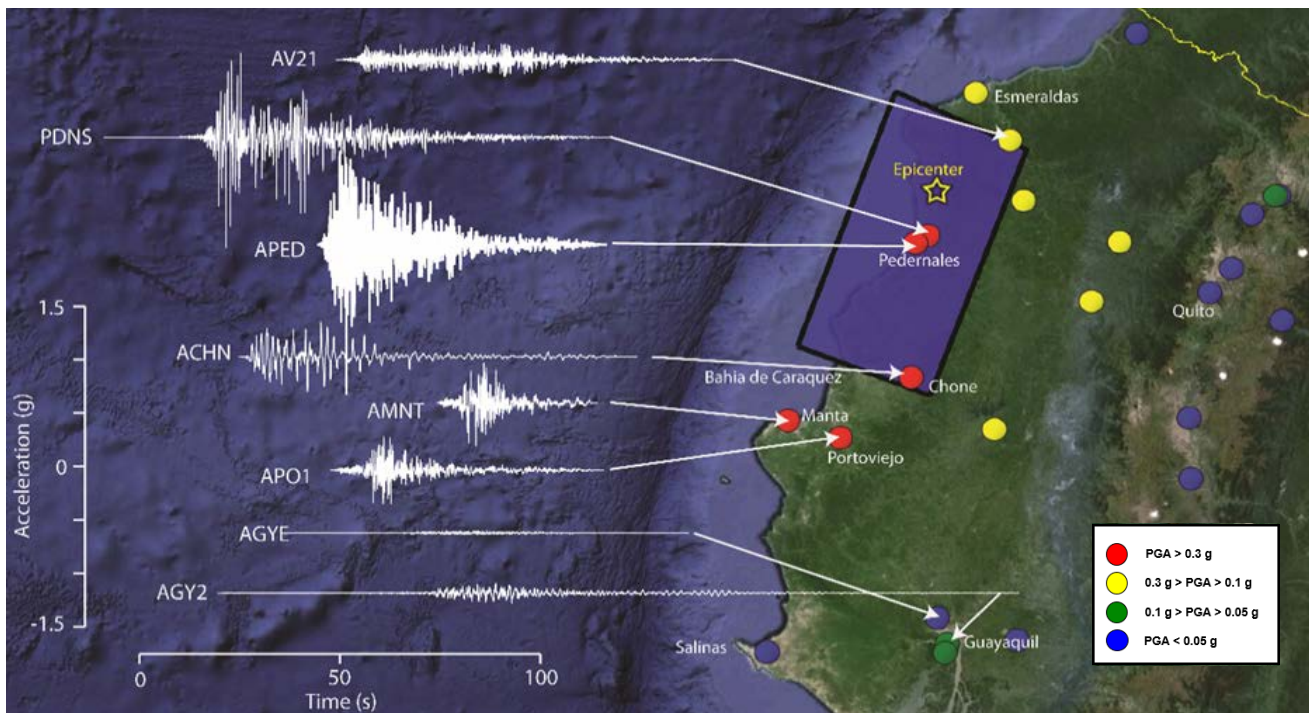 AV21
PDNS
APED
ACHN
AMNT
APO1
AGYE
AGY2
1.5
0
-1.5
Acceleration (g)
0
50
100
Time (s)
Esmeraldas
Epicenter
Pedernales
Quito
Bahia de Caraquez
Chone
Manta
Portoviejo
Salinas
Guayaquil
PGA > 0.3 g
0.3 g > PGA > 0.1 g
0.1 g > PGA > 0.05 g
PGA < 0.05 g